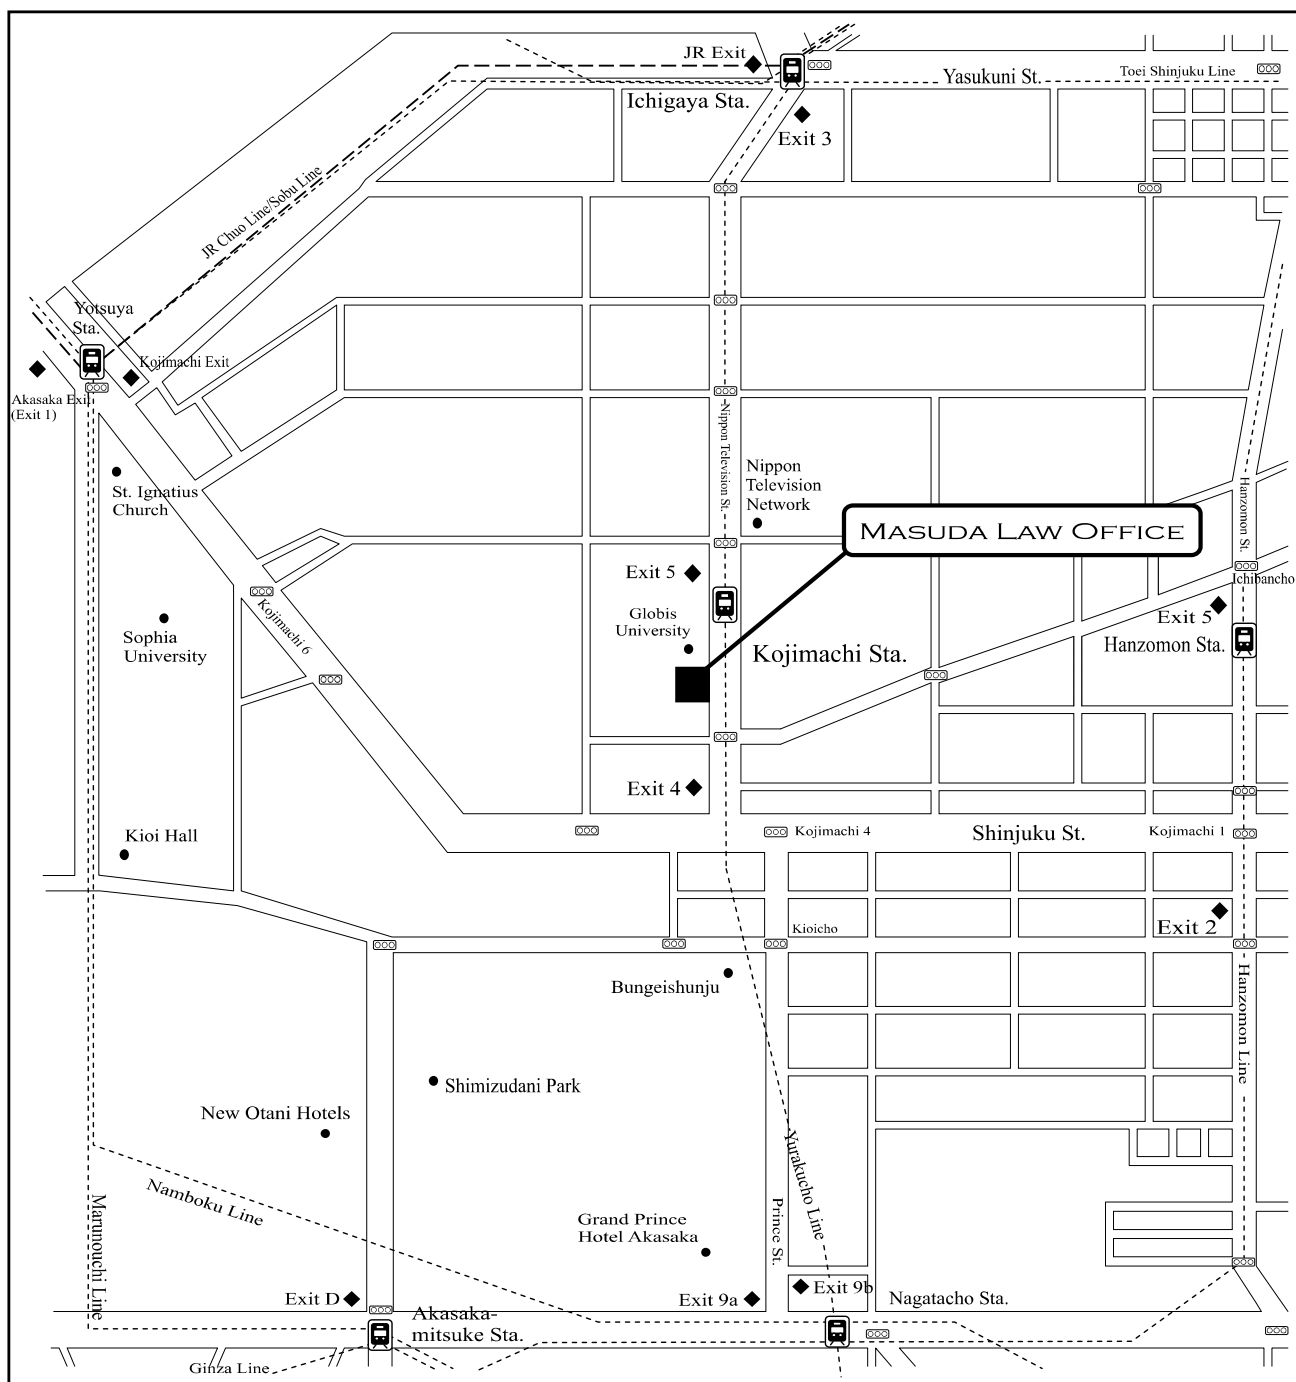 JR Exit
Yasukuni St.
Toei Shinjuku Line
Ichigaya Sta.
Exit 3
JR Chuo Line/Sobu Line
Yotsuya
Sta.
Kojimachi Exit
Akasaka Exit
(Exit 1)
Nippon Television St.
Nippon
Television
Network
St. Ignatius
Church
MASUDA LAW OFFICE
Hanzomon St.
Ichibancho
Exit 5
Globis
University
Kojimachi 6
Sophia
University
Kojimachi Sta.
Exit 5
Hanzomon Sta.
Exit 4
Kojimachi 4
Shinjuku St.
Kojimachi 1
Kioi Hall
Exit 2
Kioicho
Bungeishunju
Hanzomon Line
Shimizudani Park
New Otani Hotels
Yurakucho Line
Namboku Line
Marunouchi Line
Prince St.
Grand Prince
Hotel Akasaka
Exit D
Exit 9a
Exit 9b
Nagatacho Sta.
Akasaka-
mitsuke Sta.
Ginza Line